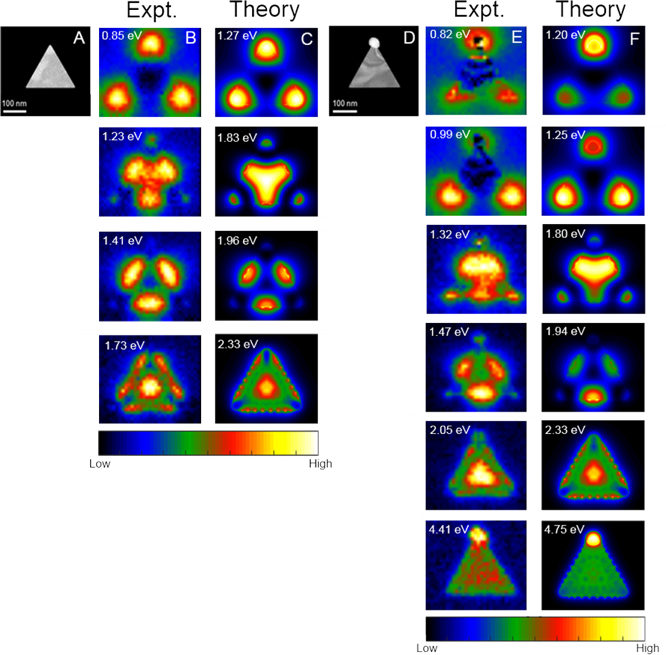 Expt.
Theory
Expt.
Theory
A
100 nm
0.85 eV
B
1.27 eV
C
D
100 nm
0.82 eV
E
1.20 eV
F
1.23 eV
1.83 eV
0.99 eV
1.25 eV
1.41 eV
1.96 eV
1.32 eV
1.80 eV
1.73 eV
2.33 eV
1.47 eV
1.94 eV
Low
High
2.05 eV
2.33 eV
4.41 eV
4.75 eV
Low
High